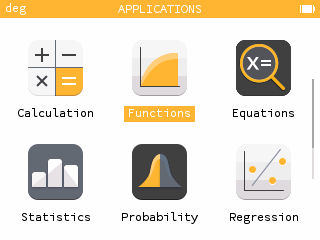 deg APPLICATIONS
X=
Calculation Functions Equations
Statistics Probability Regression